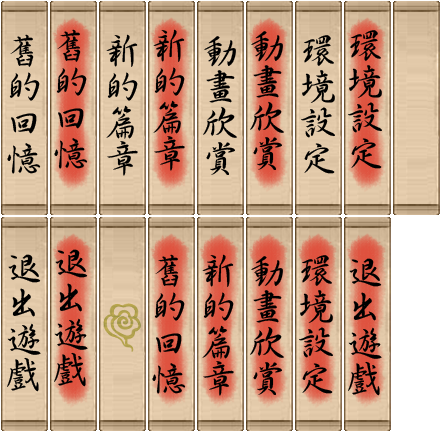 舊的回憶
舊的回憶
新的篇章
新的篇章
動畫欣賞
動畫欣賞
環境設定
環境設定
退出遊戲
退出遊戲
舊的回憶
新的篇章
動畫欣賞
環境設定
退出遊戲